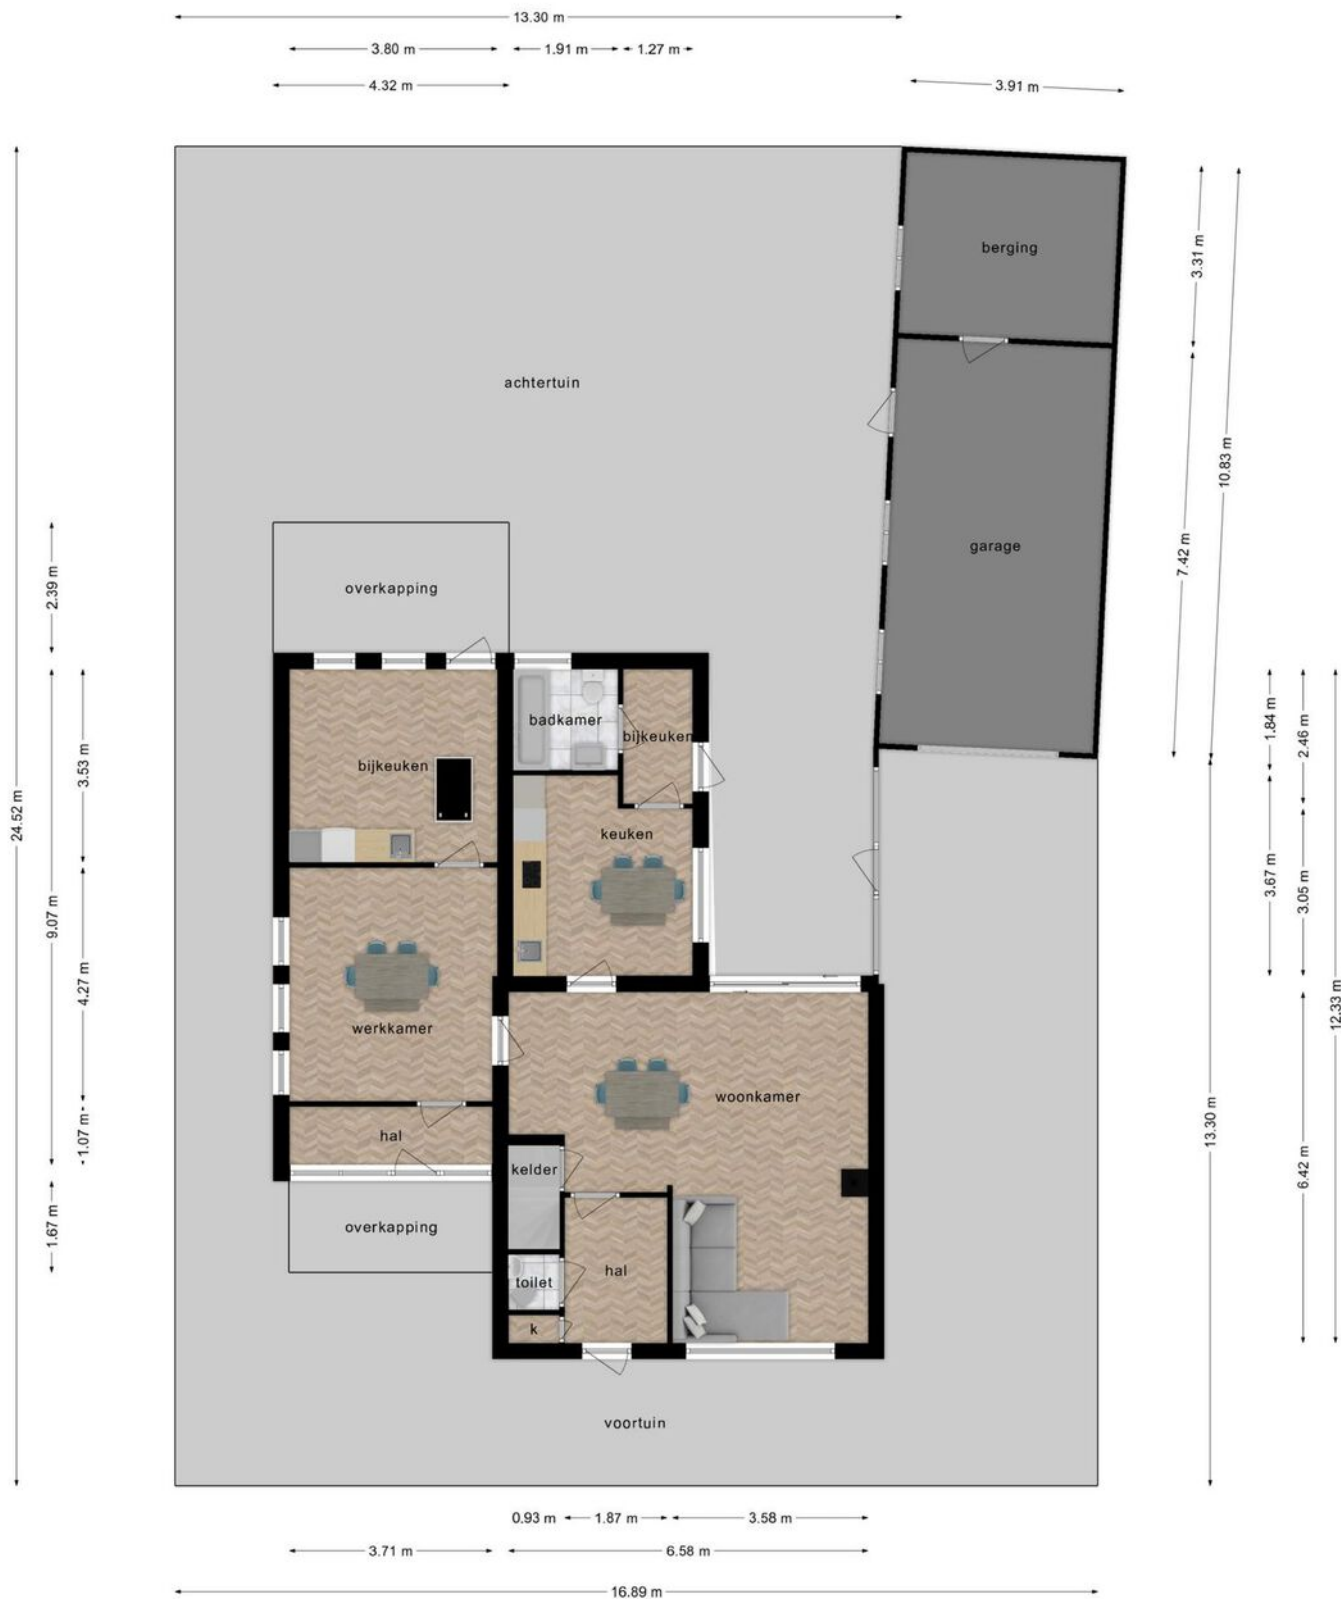 13.30 m
3.80 m
1.91 m
1.27 m
4.32 m
3.91 m
berging
3.31 m
achtertuin
10.83 m
garage
7.42 m
2.39 m
overkapping
badkamer
bijkeuken
1.84 m
2.46 m
3.53 m
bijkeuken
24.52 m
keuken
3.67 m
3.05 m
9.07 m
4.27 m
werkkamer
12.33 m
woonkamer
1.07 m
hal
13.30 m
kelder
6.42 m
1.67 m
overkapping
hal
toilet
k
voortuin
0.93 m
1.87 m
3.58 m
3.71 m
6.58 m
16.89 m